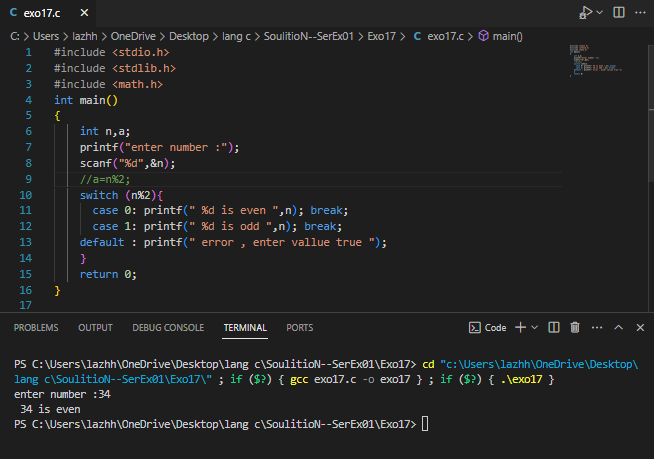 exo17.c
C: > Users > lazhh > OneDrive > Desktop > lang c > SoulitioN--SerEx01 > Exo17 > C exo17.c > main()
1 #include <stdio.h>
2 #include <stdlib.h>
3 #include <math.h>
4 int main()
5 {
6 int n,a;
7 printf("enter number :");
8 scanf("%d",&n);
9 //a=n%2;
10 switch (n%2){
11 case 0: printf(" %d is even ",n); break;
12 case 1: printf(" %d is odd ",n); break;
13 default : printf(" error , enter vallue true ");
14 }
15 return 0;
16 }
17
PROBLEMS OUTPUT DEBUG CONSOLE TERMINAL PORTS Code
PS C:\Users\lazhh\OneDrive\Desktop\lang c\SoulitioN--SerEx01\Exo17> cd "c:\Users\lazhh\OneDrive\Desktop\
lang c\SoulitioN--SerEx01\Exo17\" ; if ($?) { gcc exo17.c -o exo17 } ; if ($?) { .\exo17 }
enter number :34
34 is even
PS C:\Users\lazhh\OneDrive\Desktop\lang c\SoulitioN--SerEx01\Exo17>